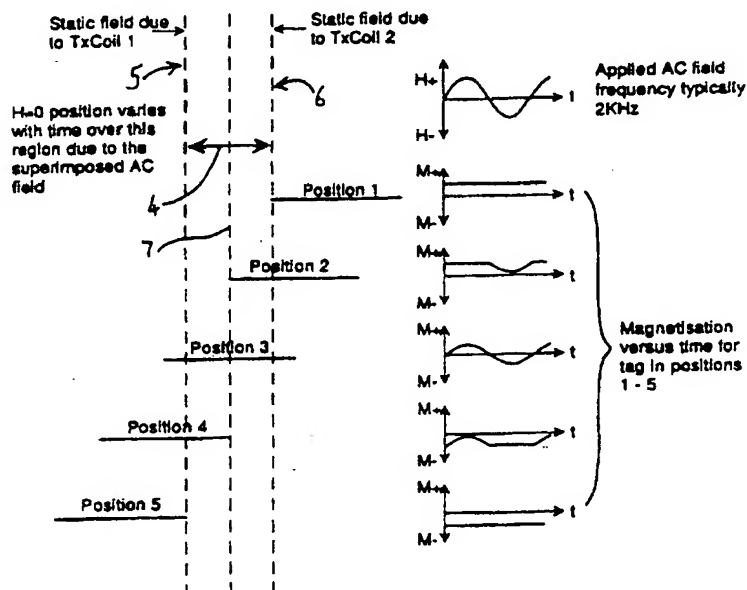 Static field due
to TxCoil 1
Static field due
to TxCoil 2
5
6
H=0 position varies
with time over this
region due to the
superimposed AC
field
4
7
Position 1
Position 2
Position 3
Position 4
Position 5
H+
H-
t
Applied AC field
frequency typically
2KHz
M+
M-
t
M+
M-
t
M+
M-
t
M+
M-
t
M+
M-
t
Magnetisation
versus time for
tag in positions
1 - 5